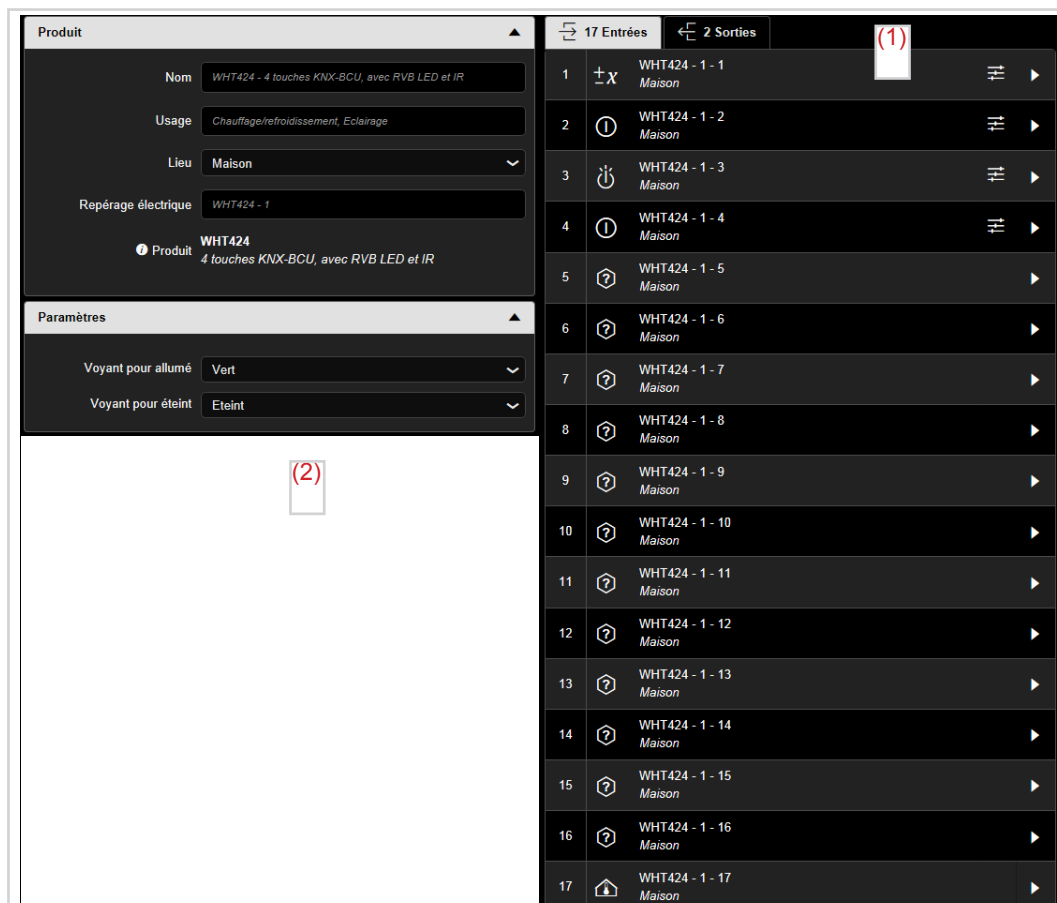 Produit
Nom WHT424 - 4 touches KNX-BCU, avec RVB LED et IR
Usage Chauffage/refroidissement, Eclairage
Lieu Maison
Repérage électrique WHT424 - 1
Produit WHT424
4 touches KNX-BCU, avec RVB LED et IR
Paramètres
Voyant pour allumé Vert
Voyant pour éteint Eteint
(2)
17 Entrées 2 Sorties
(1)
1 ±x WHT424 - 1 - 1
Maison
2 WHT424 - 1 - 2
Maison
3 WHT424 - 1 - 3
Maison
4 WHT424 - 1 - 4
Maison
5 ? WHT424 - 1 - 5
Maison
6 ? WHT424 - 1 - 6
Maison
7 ? WHT424 - 1 - 7
Maison
8 ? WHT424 - 1 - 8
Maison
9 ? WHT424 - 1 - 9
Maison
10 ? WHT424 - 1 - 10
Maison
11 ? WHT424 - 1 - 11
Maison
12 ? WHT424 - 1 - 12
Maison
13 ? WHT424 - 1 - 13
Maison
14 ? WHT424 - 1 - 14
Maison
15 ? WHT424 - 1 - 15
Maison
16 ? WHT424 - 1 - 16
Maison
17 WHT424 - 1 - 17
Maison